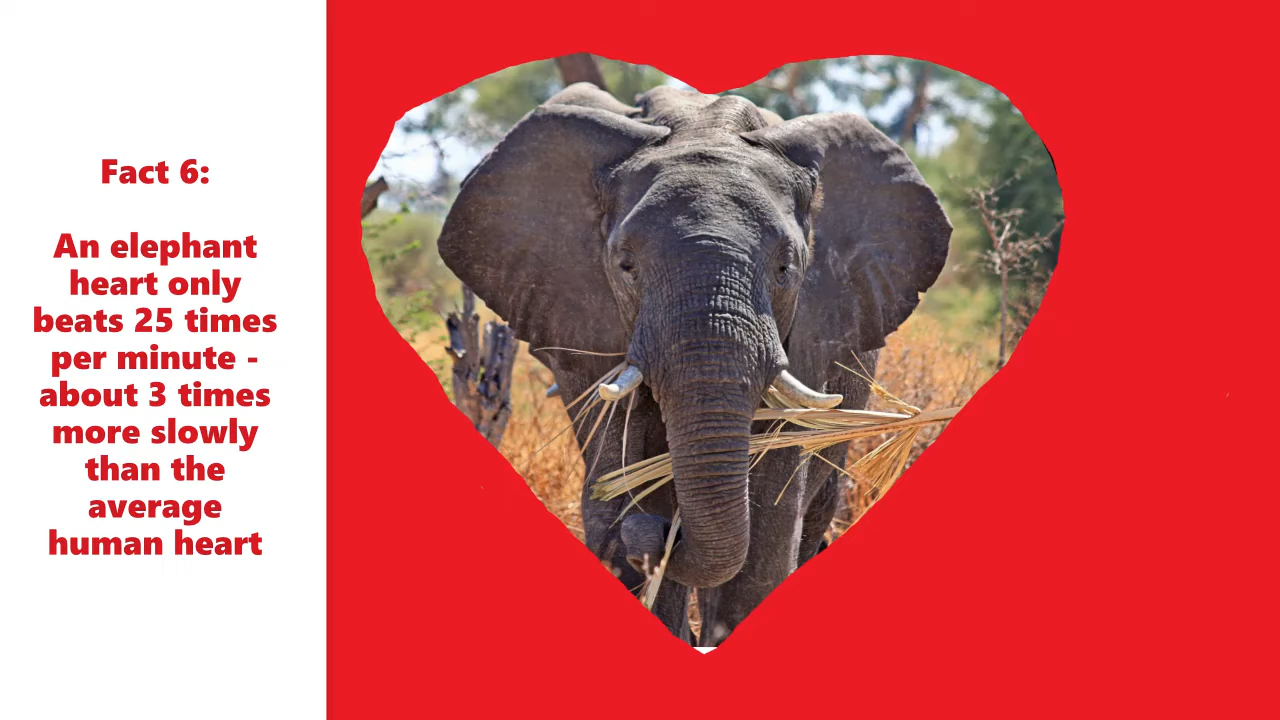 Fact 6:
An elephant
heart only
beats 25 times
per minute -
about 3 times
more slowly
than the
average
human heart